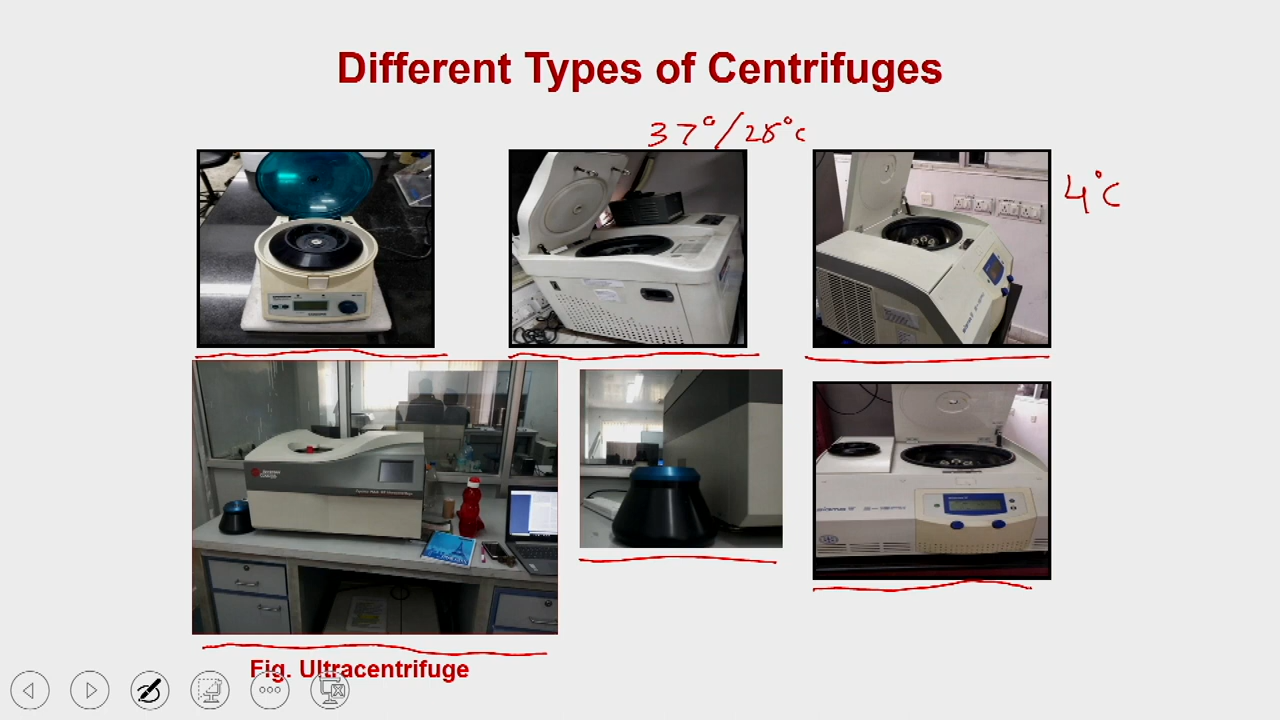 Different Types of Centrifuges
37°/28°C
4°C
Fig. Ultracentrifuge